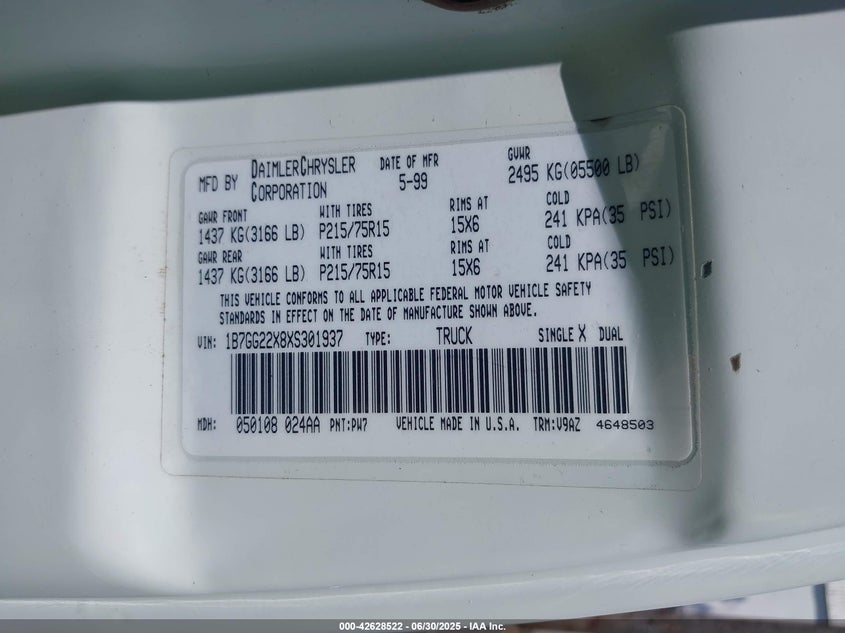 MFD BY DAIMLERCHRYSLER CORPORATION DATE OF MFR 5-99 GVWR 2495 KG(05500 LB)
GAWR FRONT WITH TIRES RIMS AT COLD
1437 KG(3166 LB) P215/75R15 15X6 241 KPA(35 PSI)
GAWR REAR WITH TIRES RIMS AT COLD
1437 KG(3166 LB) P215/75R15 15X6 241 KPA(35 PSI)
THIS VEHICLE CONFORMS TO ALL APPLICABLE FEDERAL MOTOR VEHICLE SAFETY
STANDARDS IN EFFECT ON THE DATE OF MANUFACTURE SHOWN ABOVE.
VIN: 1B7GG22X8XS301937 TYPE: TRUCK SINGLE X DUAL
MDH: 050108 024AA PNT:PW7 VEHICLE MADE IN U.S.A. TRM:V9AZ 4648503
000-42628522 - 06/30/2025 - IAA Inc.